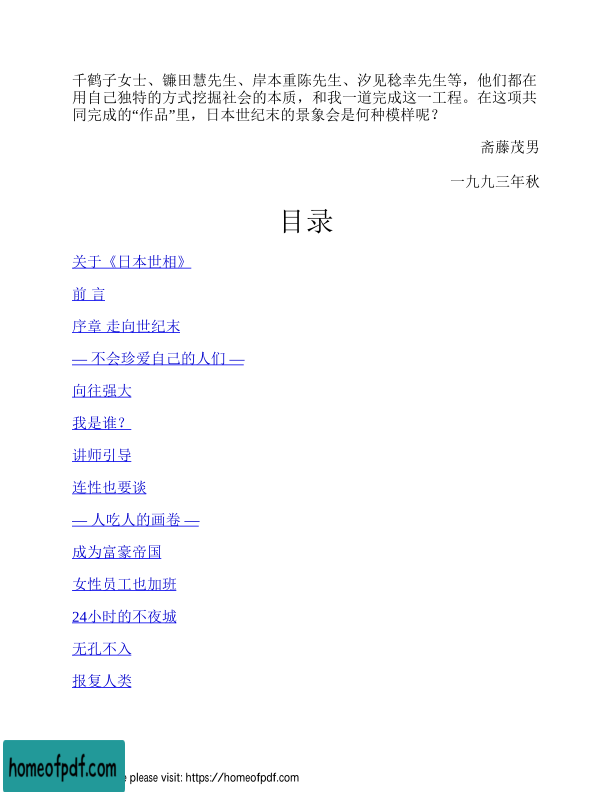 千鹤子女士、镰田慧先生、岸本重陈先生、汐见稔幸先生等，他们都在
用自己独特的方式挖掘社会的本质，和我一道完成这一工程。在这项共
同完成的“作品”里，日本世纪末的景象会是何种模样呢？
斋藤茂男
一九九三年秋
目录
关于《日本世相》
前 言
序章 走向世纪末
— 不会珍爱自己的人们 —
向往强大
我是谁？
讲师引导
连性也要谈
— 人吃人的画卷 —
成为富豪帝国
女性员工也加班
24小时的不夜城
无孔不入
报复人类
homeofpdf.com
e please visit: https://homeofpdf.com